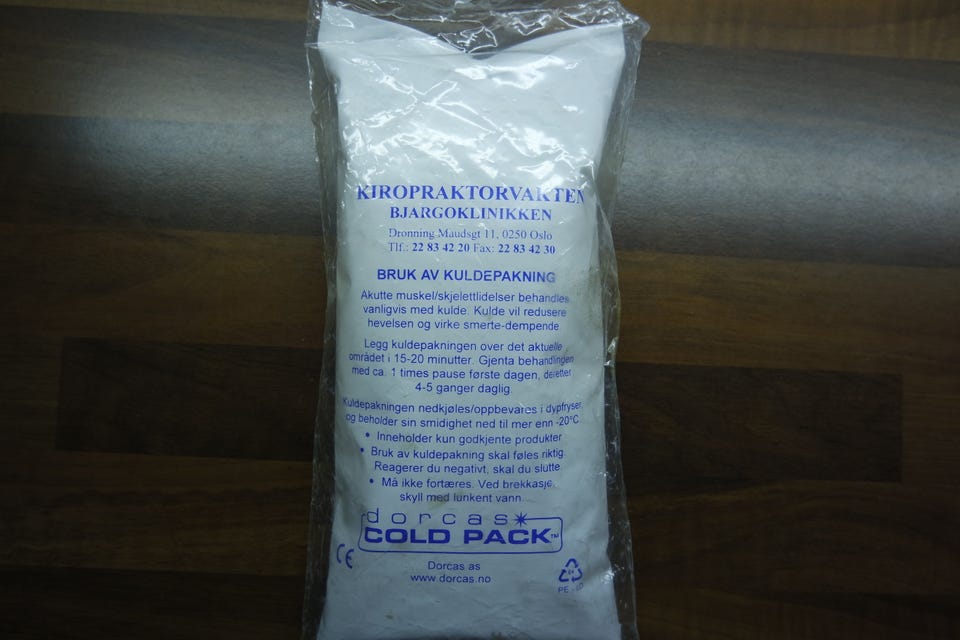 KIROPRAKTORVAKTEN
BJARGOKLINIKKEN
Dronning Maudsgt 11, 0250 Oslo
Tlf.: 22 83 42 20 Fax: 22 83 42 30
BRUK AV KULDEPAKNING
Akutte muskel/skjelettlidelser behandles
vanligvis med kulde. Kulde vil redusere
hevelsen og virke smerte-dempende
Legg kuldepakningen over det aktuelle
området i 15-20 minutter. Gjenta behandlingen
med ca. 1 times pause første dagen, deretter
4-5 ganger daglig.
Kuldepakningen nedkjøles/oppbevares i dypfryser
og beholder sin smidighet ned til mer enn -20°C
• Inneholder kun godkjente produkter
• Bruk av kuldepakning skal føles riktig.
Reagerer du negativt, skal du slutte
• Må ikke fortæres. Ved brekkasje,
skyll med lunkent vann.
dorcas
COLD PACK™
CE
Dorcas as
www.dorcas.no
PE -